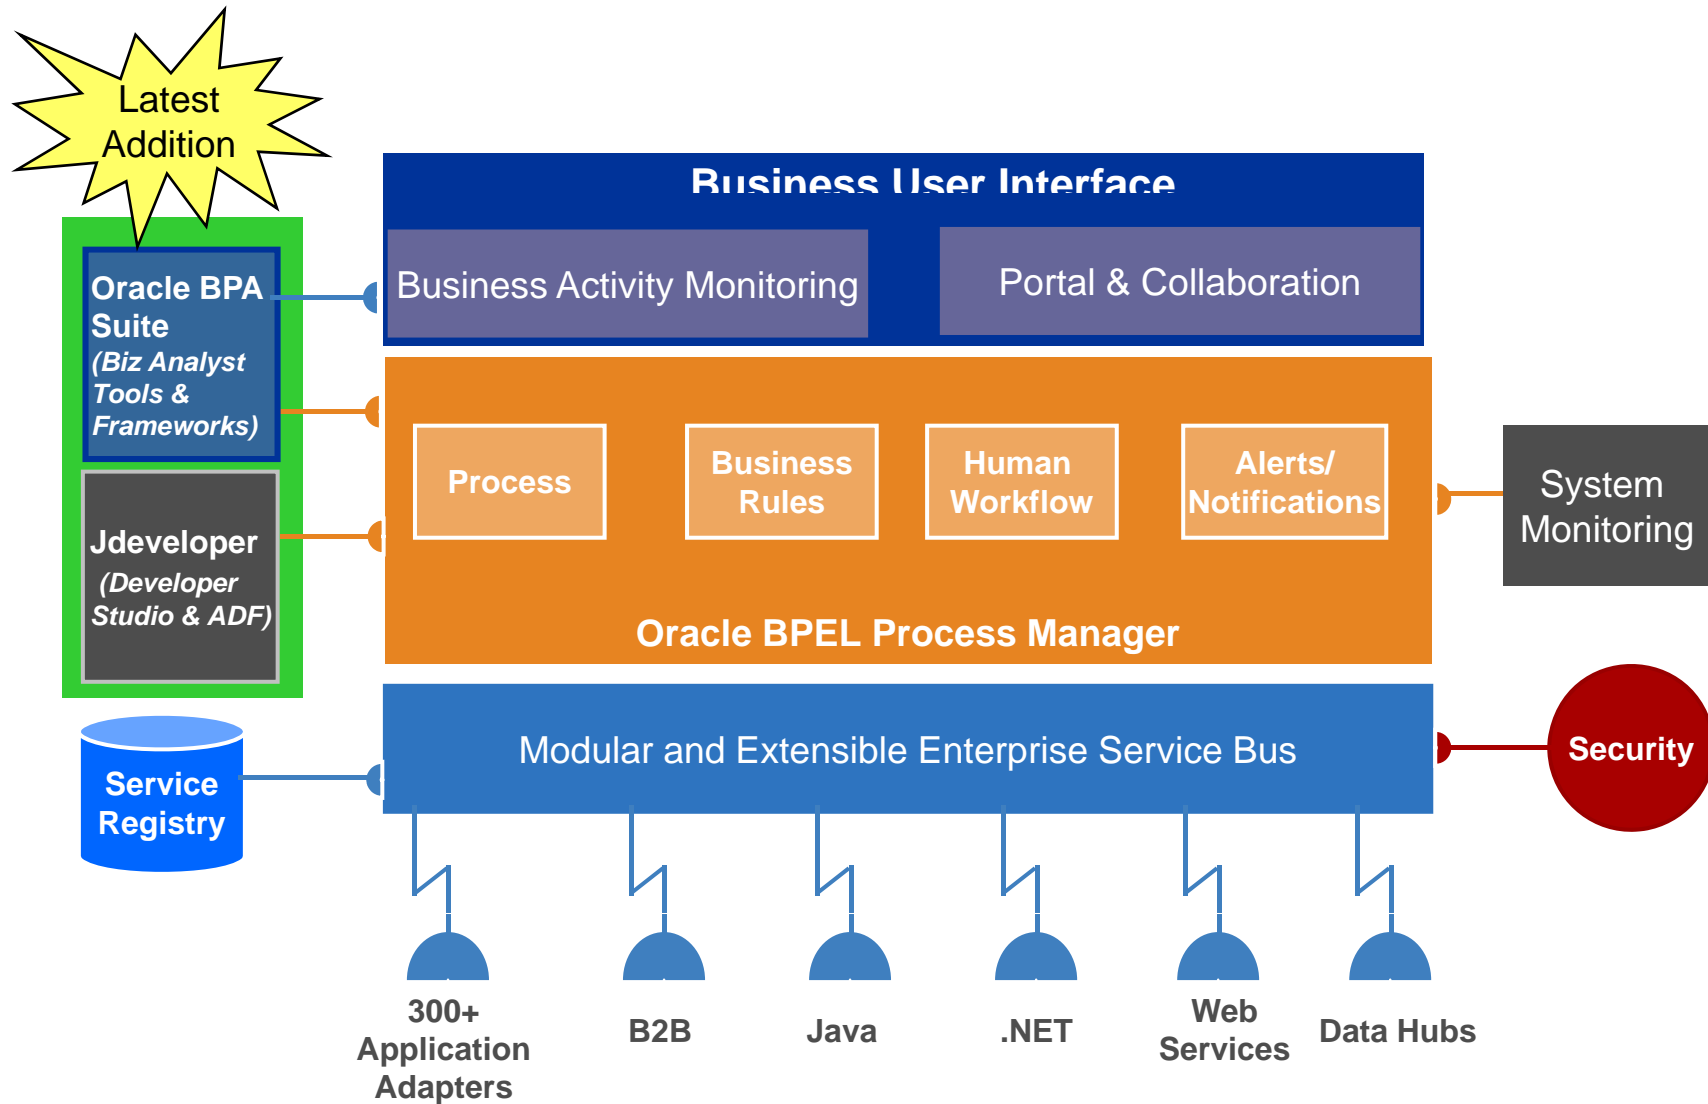 Latest
Addition
Business User Interface
Business Activity Monitoring
Portal & Collaboration
Oracle BPA
Suite
(Biz Analyst
Tools &
Frameworks)
Jdeveloper
(Developer
Studio & ADF)
Process
Business
Rules
Human
Workflow
Alerts/
Notifications
Oracle BPEL Process Manager
System
Monitoring
Service
Registry
Modular and Extensible Enterprise Service Bus
Security
300+
Application
Adapters
B2B
Java
.NET
Web
Services
Data Hubs